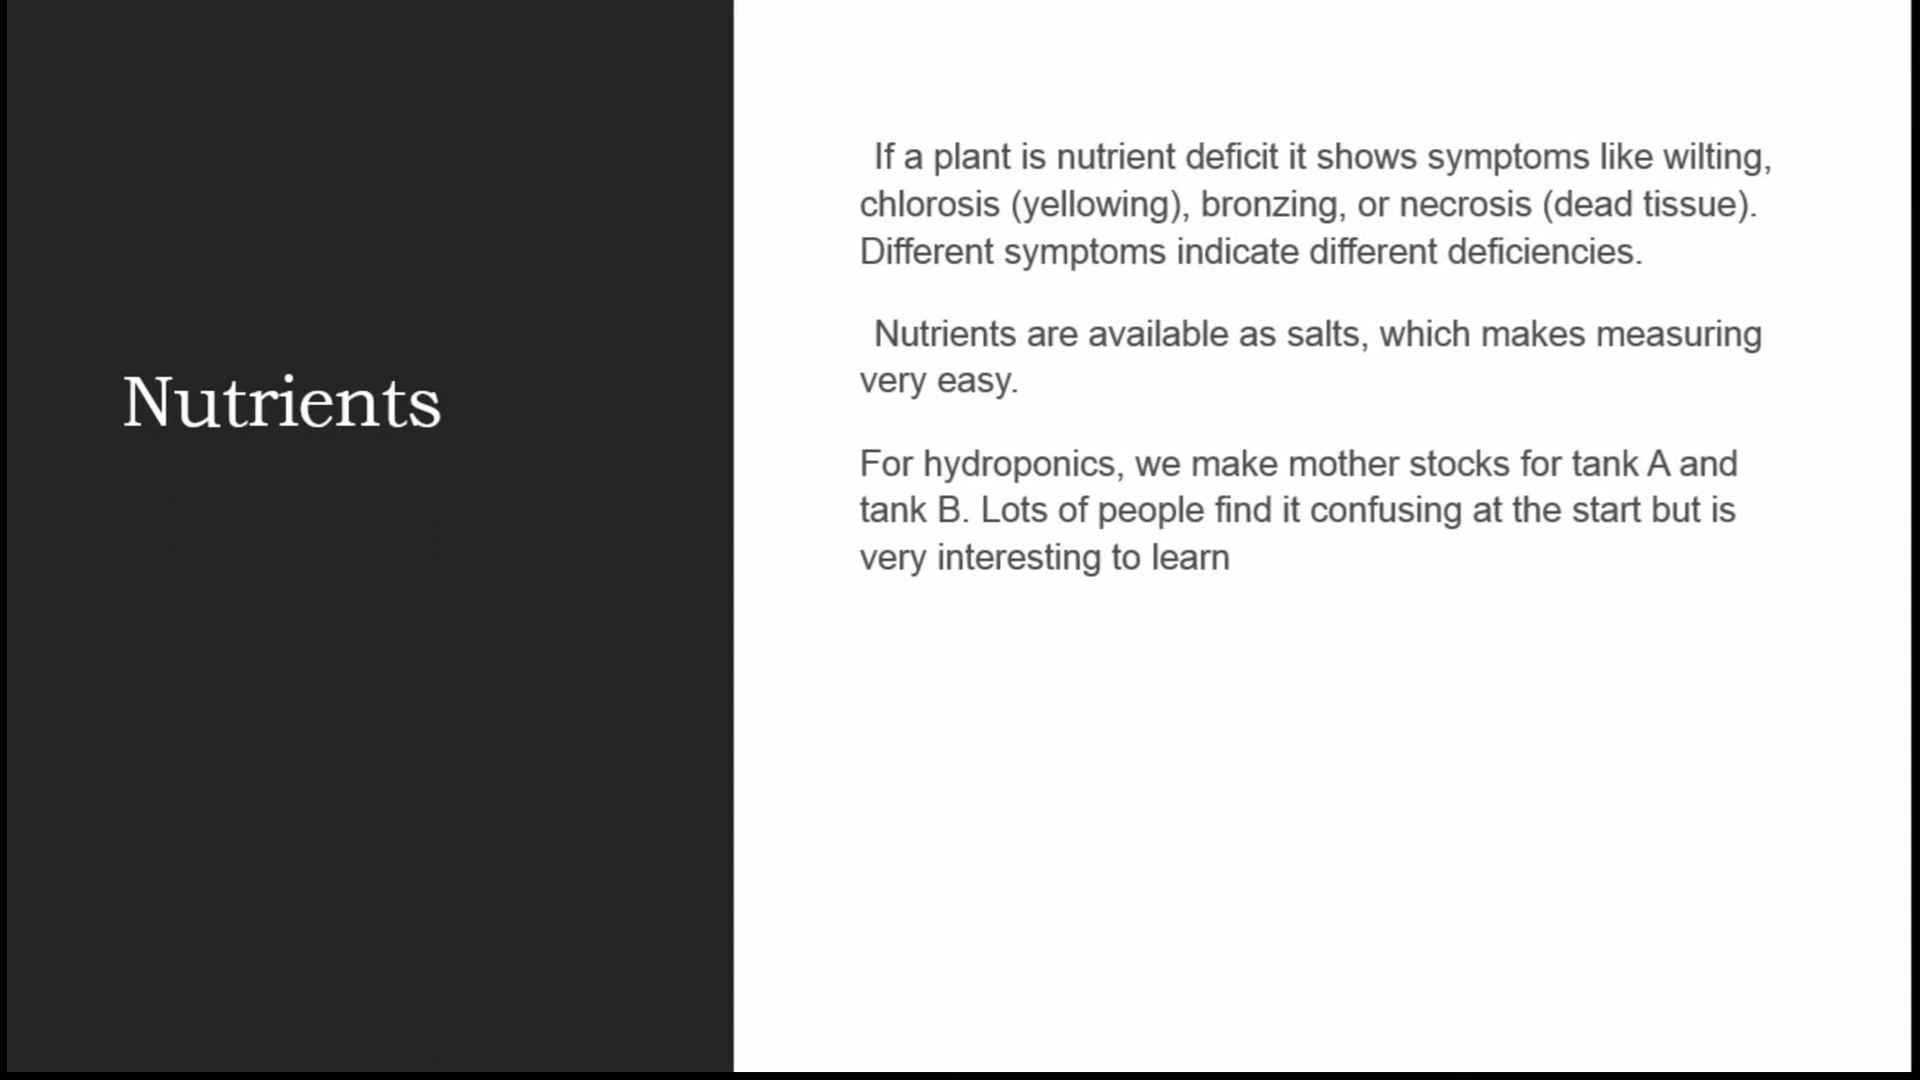 Nutrients
If a plant is nutrient deficit it shows symptoms like wilting,
chlorosis (yellowing), bronzing, or necrosis (dead tissue).
Different symptoms indicate different deficiencies.
Nutrients are available as salts, which makes measuring
very easy.
For hydroponics, we make mother stocks for tank A and
tank B. Lots of people find it confusing at the start but is
very interesting to learn